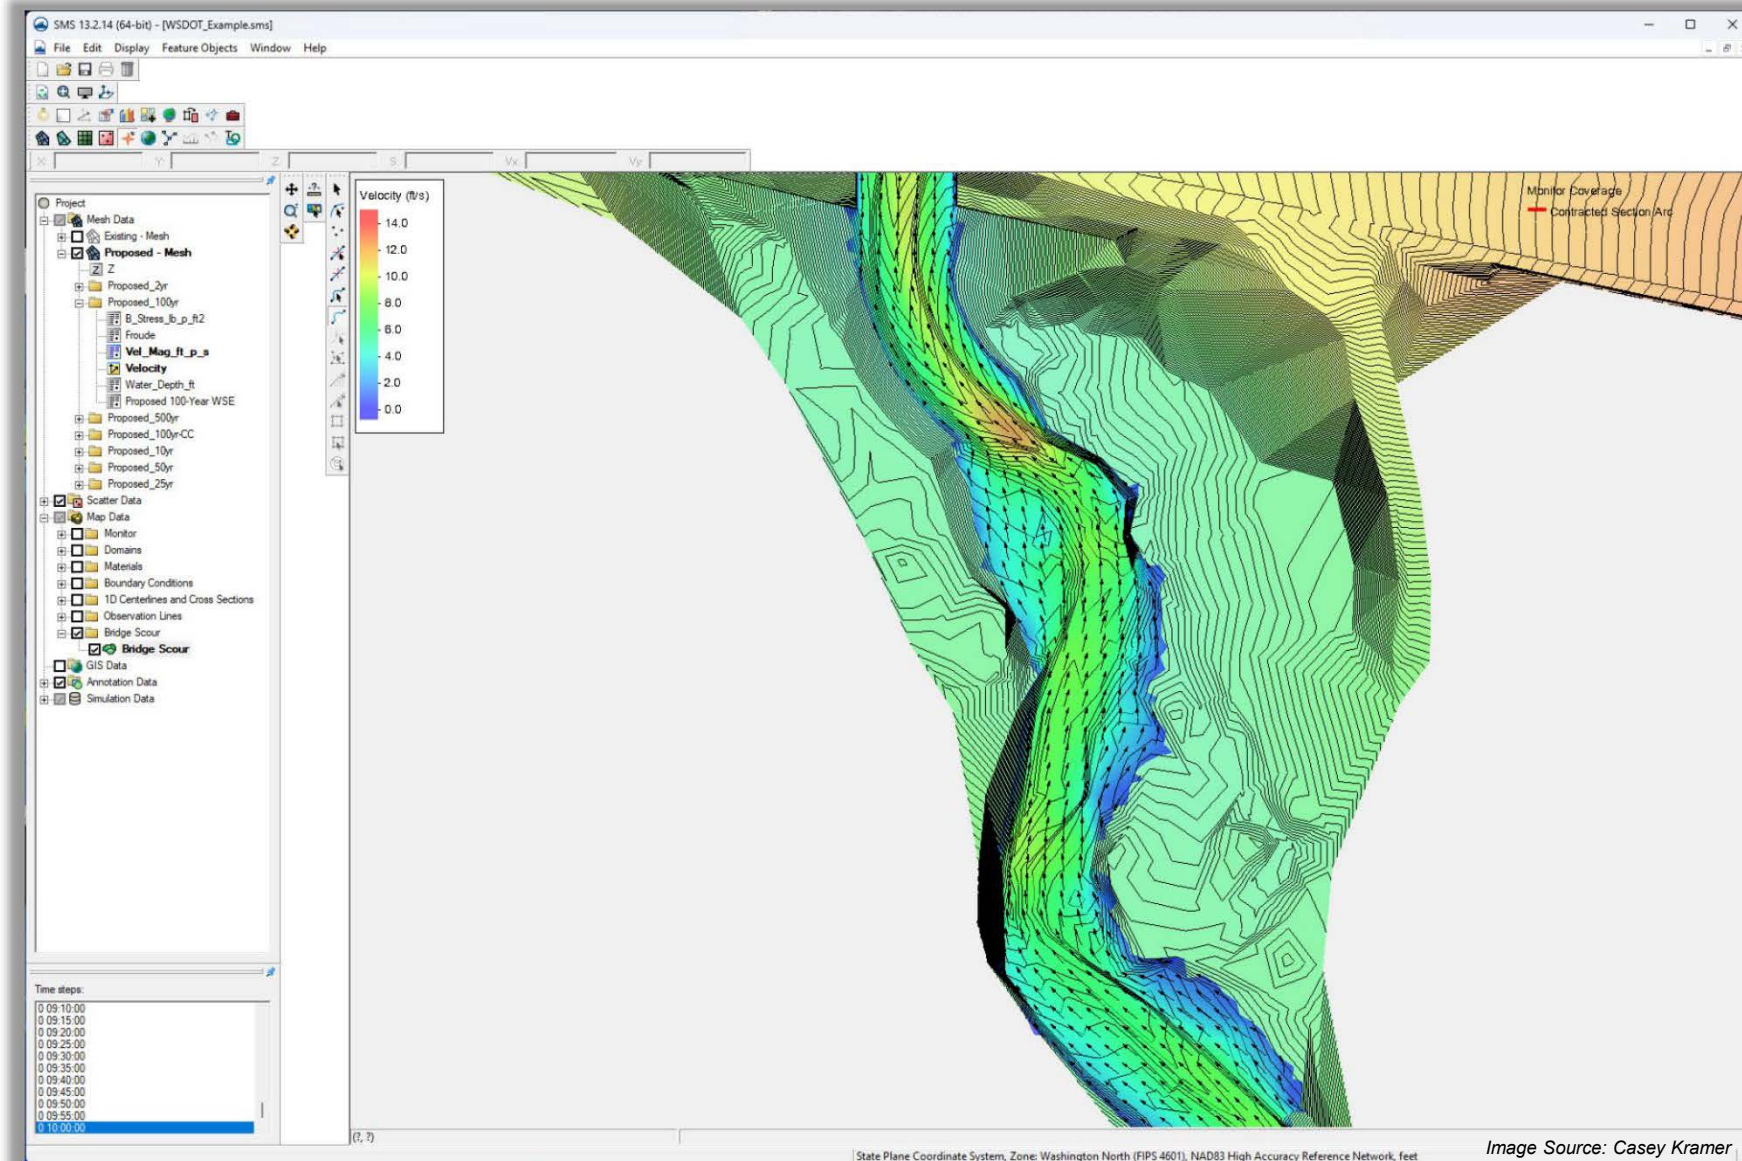 SMS 13.2.14 (64-bit) - [WSDOT_Example.sms]
File Edit Display Feature Objects Window Help
X: Y: Z: S: Vx: Vy:
Project
Mesh Data
Existing - Mesh
Proposed - Mesh
Z
Proposed_2yr
Proposed_100yr
B_Stress_lb_p_ft2
Froude
Vel_Mag_ft_p_s
Velocity
Water_Depth_ft
Proposed 100-Year WSE
Proposed_500yr
Proposed_100yr-CC
Proposed_10yr
Proposed_50yr
Proposed_25yr
Scatter Data
Map Data
Monitor
Domains
Materials
Boundary Conditions
1D Centerlines and Cross Sections
Observation Lines
Bridge Scour
Bridge Scour
GIS Data
Annotation Data
Simulation Data
Time steps:
0 09:10:00
0 09:15:00
0 09:20:00
0 09:25:00
0 09:30:00
0 09:35:00
0 09:40:00
0 09:45:00
0 09:50:00
0 09:55:00
0 10:00:00
Velocity (ft/s)
14.0
12.0
10.0
8.0
6.0
4.0
2.0
0.0
Monitor Coverage
Contracted Section Arc
(?, ?)
State Plane Coordinate System, Zone: Washington North (FIPS 4601), NAD83 High Accuracy Reference Network, feet
Image Source: Casey Kramer